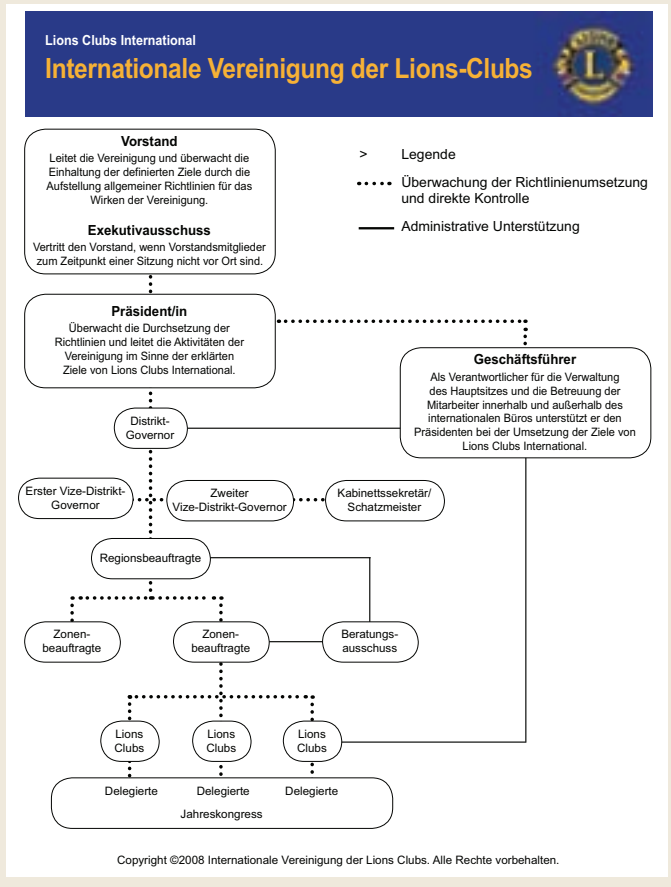 Lions Clubs International
Internationale Vereinigung der Lions-Clubs
L
Vorstand
Leitet die Vereinigung und überwacht die
Einhaltung der definierten Ziele durch die
Aufstellung allgemeiner Richtlinien für das
Wirken der Vereinigung.
Exekutivausschuss
Vertritt den Vorstand, wenn Vorstandsmitglieder
zum Zeitpunkt einer Sitzung nicht vor Ort sind.
> Legende
Überwachung der Richtlinienumsetzung
und direkte Kontrolle
Administrative Unterstützung
Präsident/in
Überwacht die Durchsetzung der
Richtlinien und leitet die Aktivitäten der
Vereinigung im Sinne der erklärten
Ziele von Lions Clubs International.
Geschäftsführer
Als Verantwortlicher für die Verwaltung
des Hauptsitzes und die Betreuung der
Mitarbeiter innerhalb und außerhalb des
internationalen Büros unterstützt er den
Präsidenten bei der Umsetzung der Ziele von
Lions Clubs International.
Distrikt-
Governor
Erster Vize-Distrikt-
Governor
Zweiter
Vize-Distrikt-Governor
Kabinettssekretär/
Schatzmeister
Regionsbeauftragte
Zonen-
beauftragte
Zonen-
beauftragte
Beratungs-
ausschuss
Lions
Clubs
Lions
Clubs
Lions
Clubs
Delegierte
Delegierte
Delegierte
Jahreskongress
Copyright ©2008 Internationale Vereinigung der Lions Clubs. Alle Rechte vorbehalten.